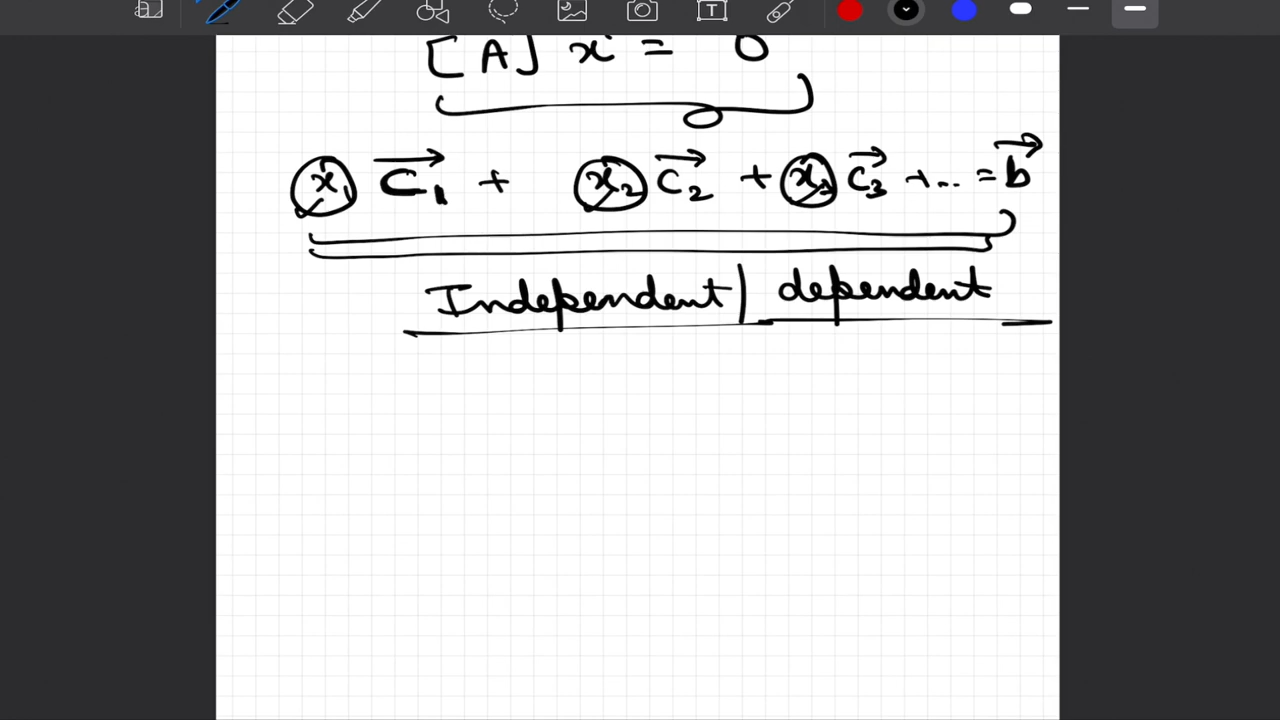 [A] x = 0
x₁ C₁ + x₂ C₂ + x₃ C₃ +... = b
Independent | dependent